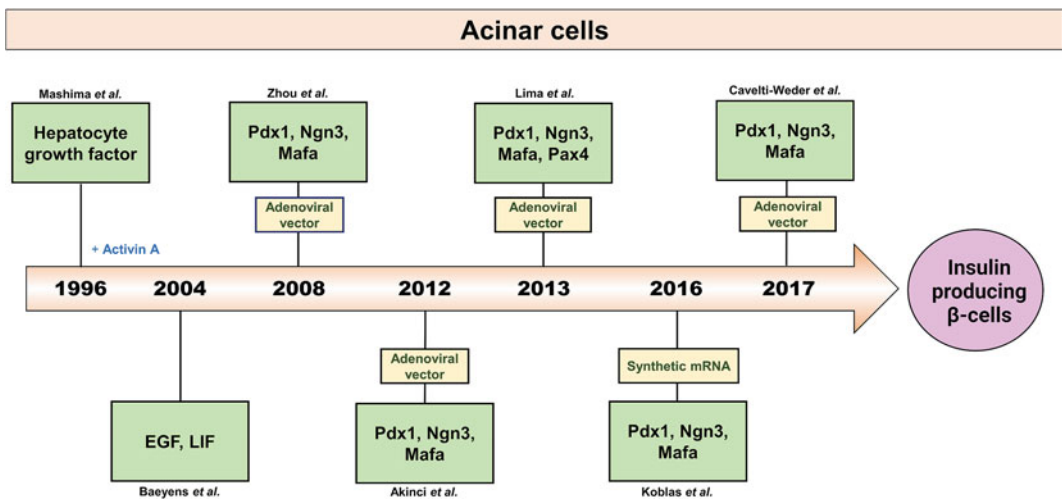 Acinar cells
Mashima et al.
Hepatocyte
growth factor
+ Activin A
Zhou et al.
Pdx1, Ngn3,
Mafa
Adenoviral
vector
Lima et al.
Pdx1, Ngn3,
Mafa, Pax4
Adenoviral
vector
Cavelti-Weder et al.
Pdx1, Ngn3,
Mafa
Adenoviral
vector
1996 2004 2008 2012 2013 2016 2017
Insulin
producing
β-cells
EGF, LIF
Baeyens et al.
Adenoviral
vector
Pdx1, Ngn3,
Mafa
Akinci et al.
Synthetic mRNA
Pdx1, Ngn3,
Mafa
Koblas et al.